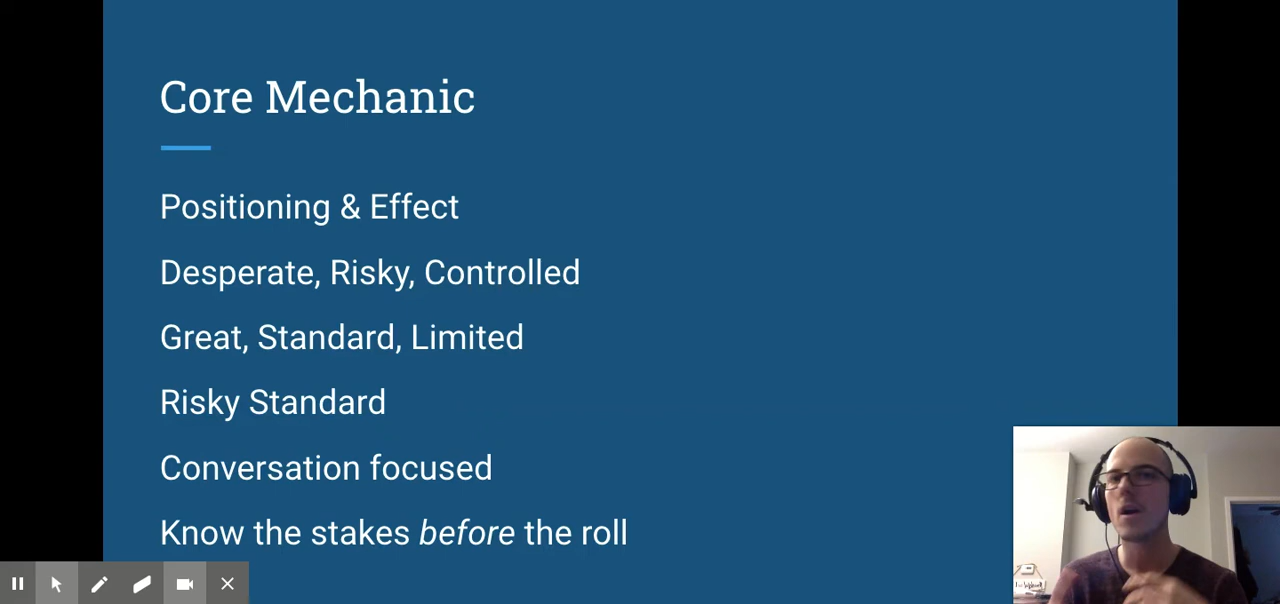 Core Mechanic
Positioning & Effect
Desperate, Risky, Controlled
Great, Standard, Limited
Risky Standard
Conversation focused
Know the stakes before the roll